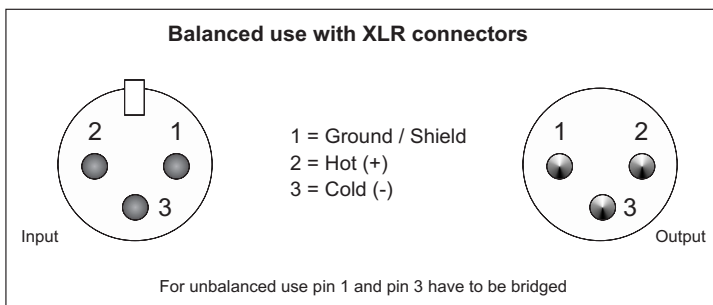 Balanced use with XLR connectors
2 1
3
Input
1 = Ground / Shield
2 = Hot (+)
3 = Cold (-)
1 2
3
Output
For unbalanced use pin 1 and pin 3 have to be bridged